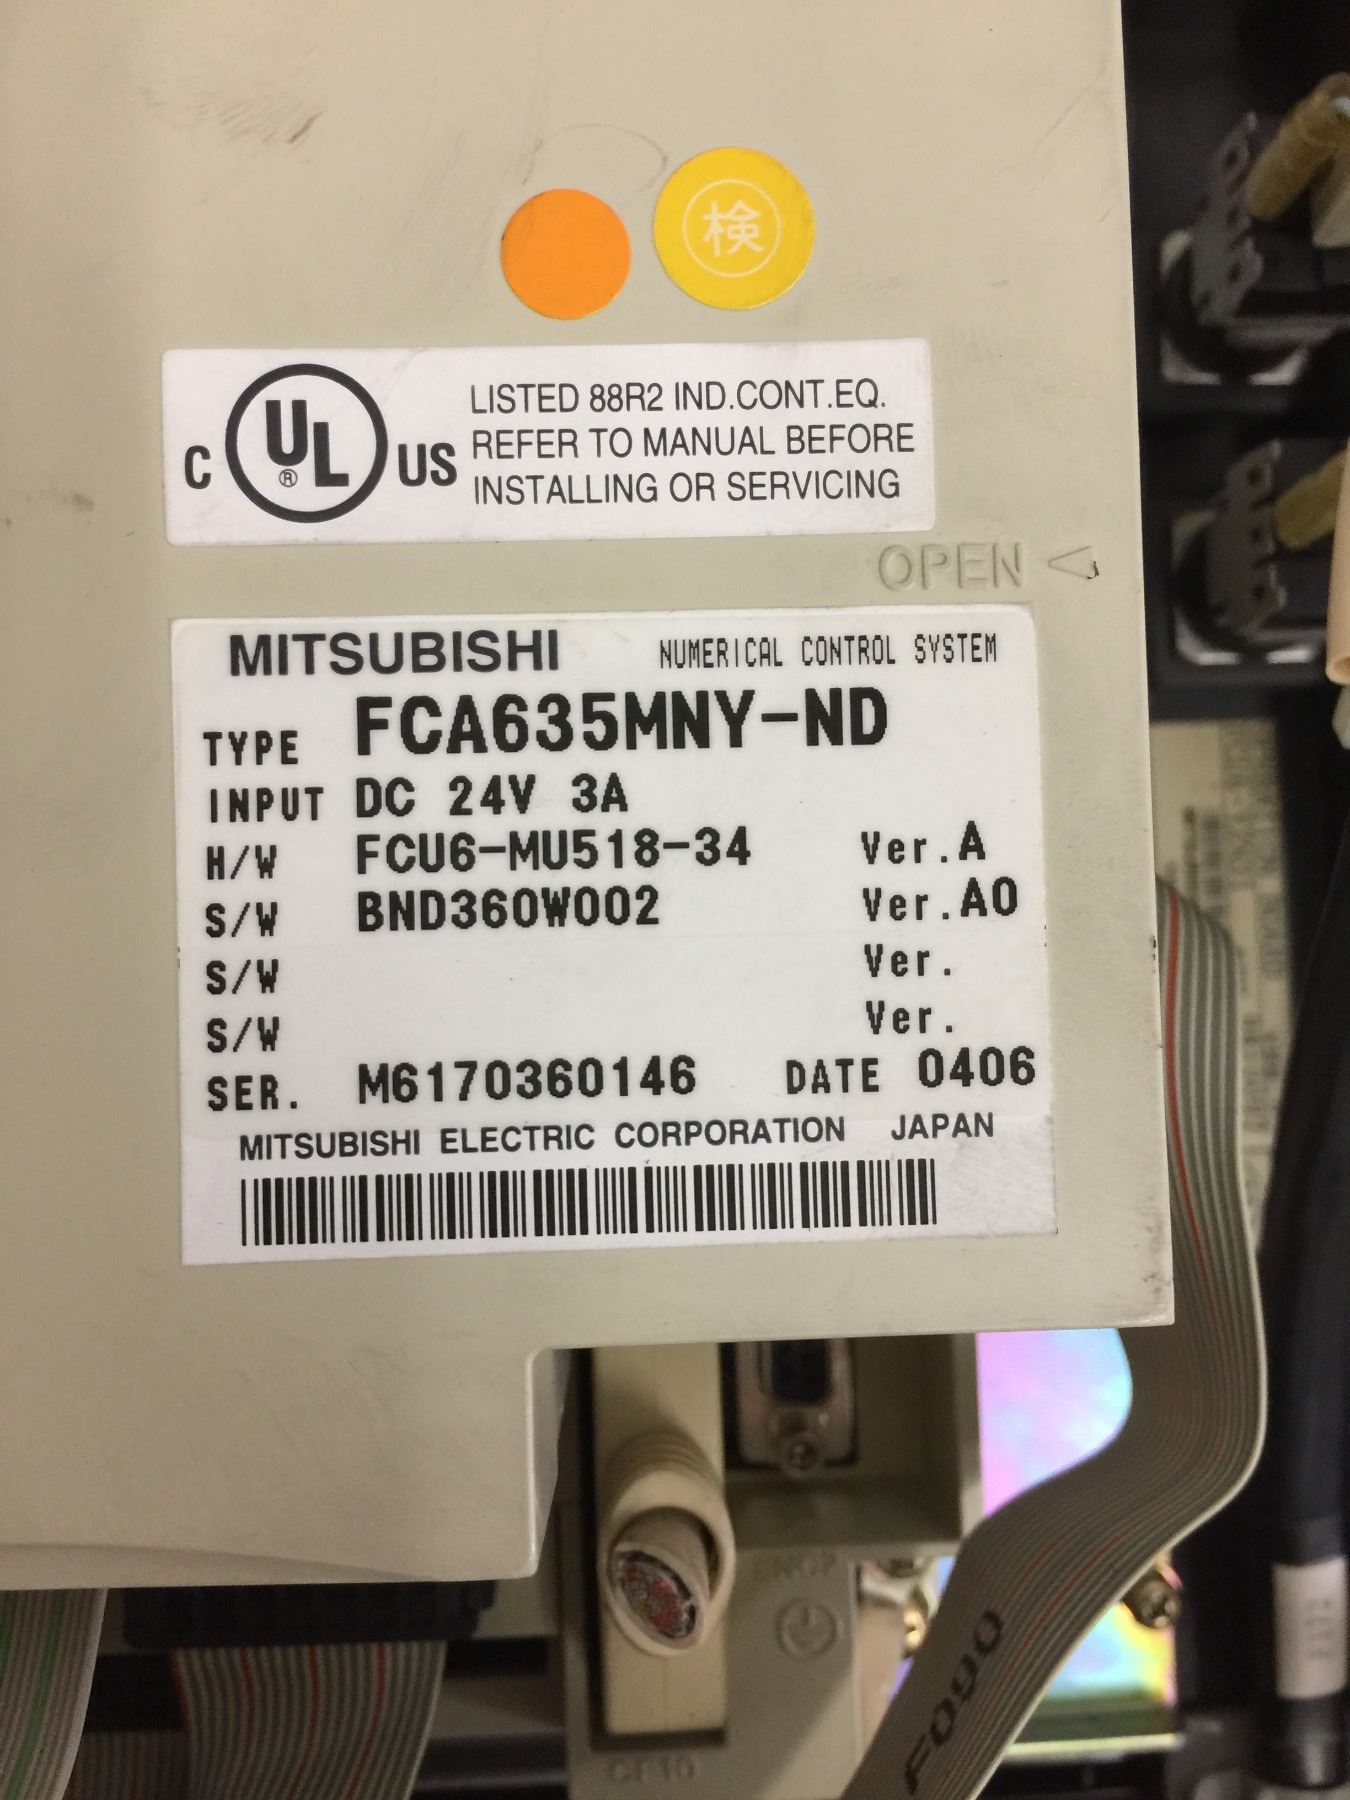 検
C UL ® US
LISTED 88R2 IND.CONT.EQ.
REFER TO MANUAL BEFORE
INSTALLING OR SERVICING
OPEN
MITSUBISHI NUMERICAL CONTROL SYSTEM
TYPE FCA635MNY-ND
INPUT DC 24V 3A
H/W FCU6-MU518-34 Ver.A
S/W BND360W002 Ver.A0
S/W Ver.
S/W Ver.
SER. M6170360146 DATE 0406
MITSUBISHI ELECTRIC CORPORATION JAPAN
F090